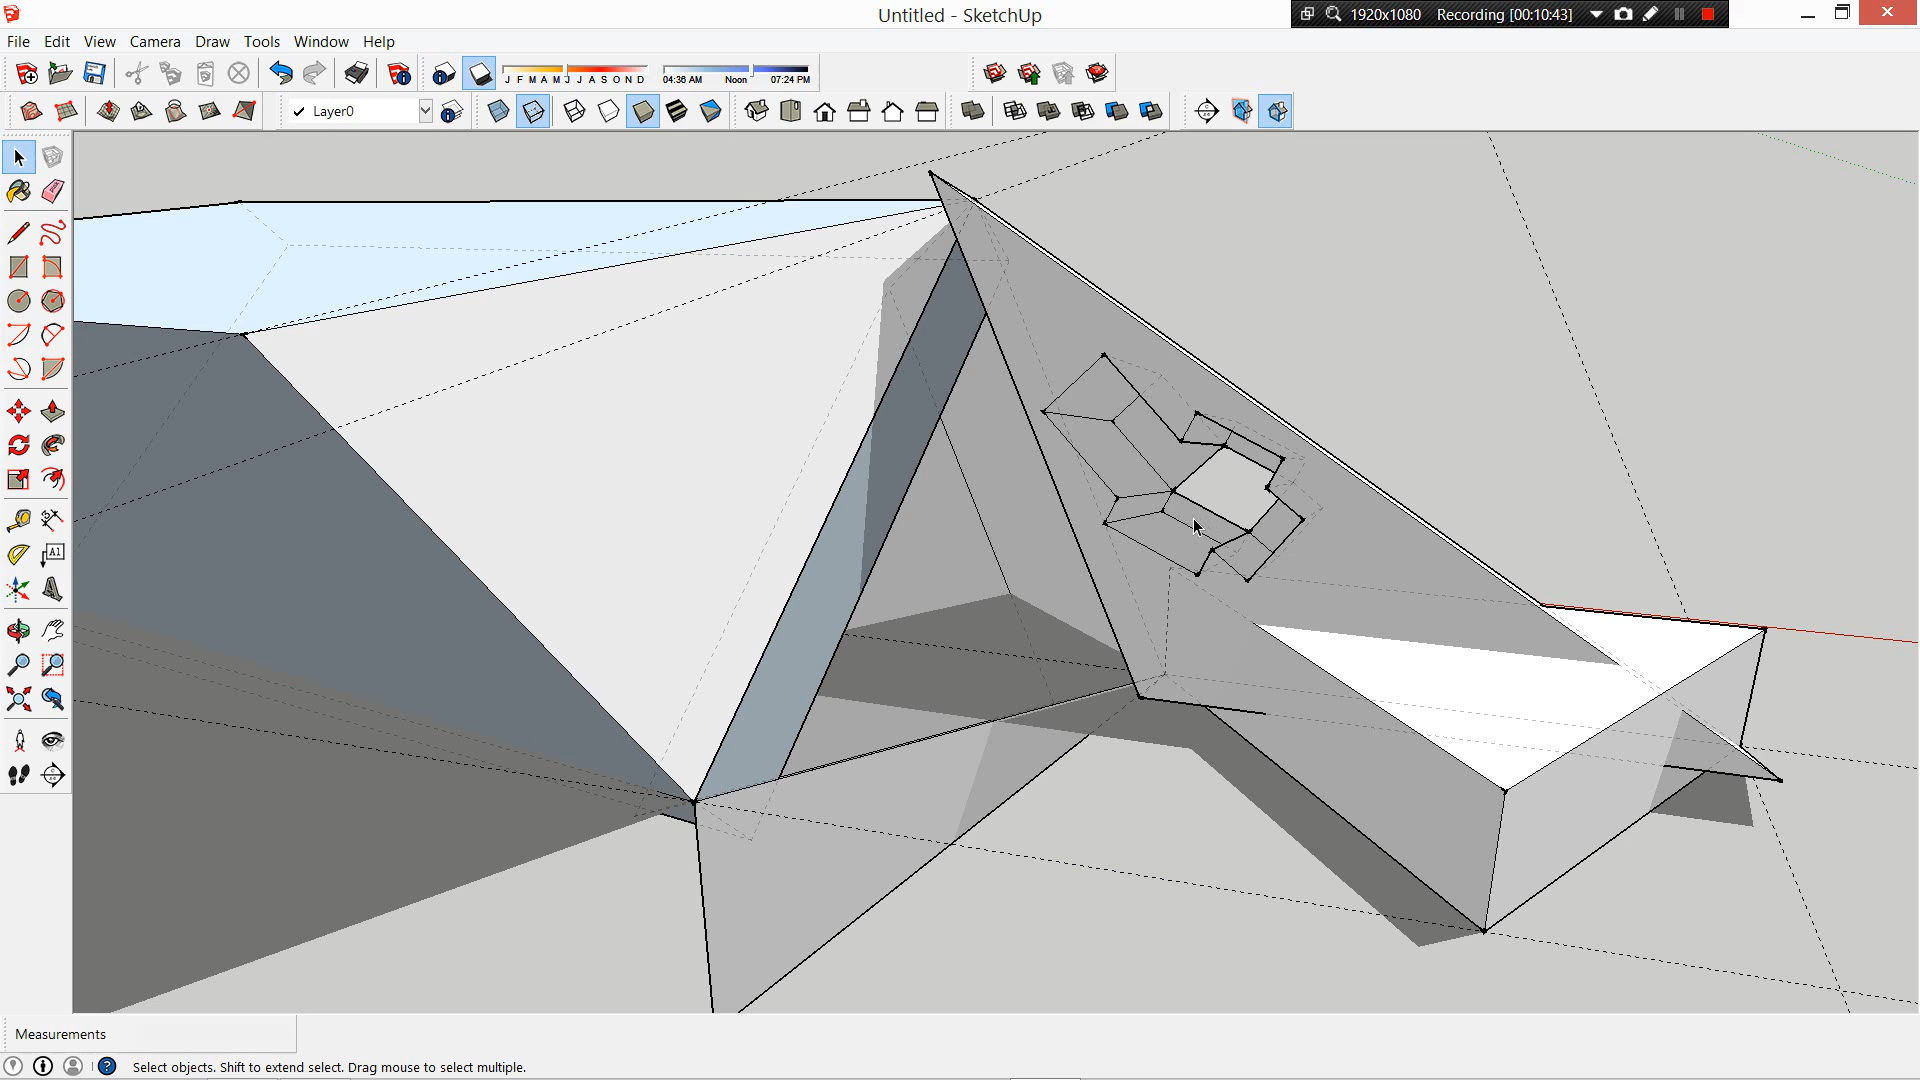 Untitled - SketchUp
1920x1080 Recording [00:10:43]
File Edit View Camera Draw Tools Window Help
J F M A M J J A S O N D
04:36 AM Noon 07:24 PM
Layer0
A1
Measurements
Select objects. Shift to extend select. Drag mouse to select multiple.